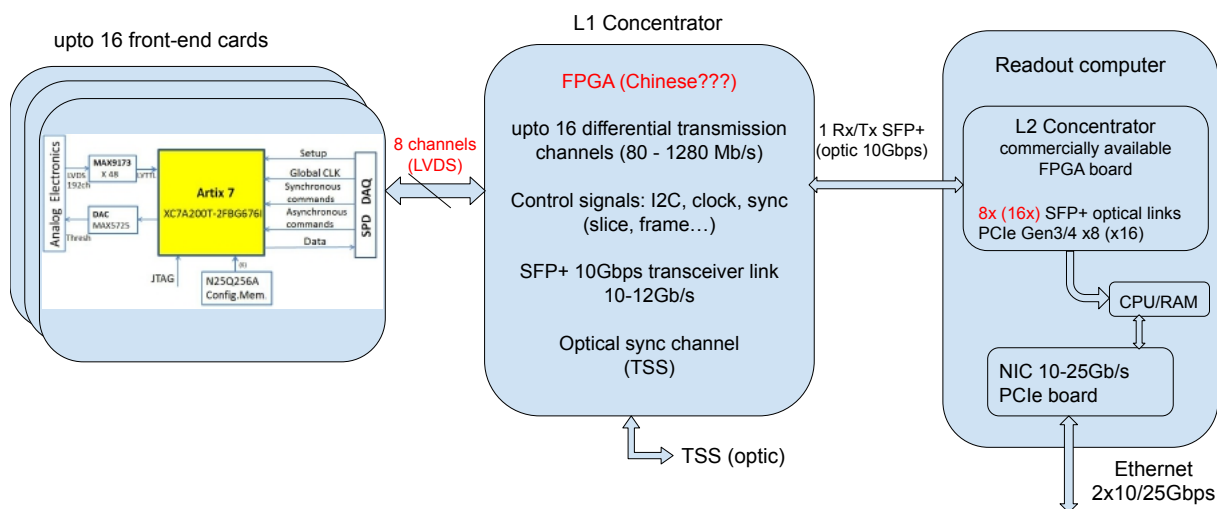 upto 16 front-end cards
Analog Electronics
MAX9173
X 48
LVDS
192ch
LVTTL
DAC
MAX5725
Thresh
Artix 7
XC7A200T-2FBG676I
JTAG
N25Q256A
Config.Mem.
Setup
Global CLK
Synchronous
commands
Asynchronous
commands
Data
SPD DAQ
8 channels
(LVDS)
L1 Concentrator
FPGA (Chinese???)
upto 16 differential transmission
channels (80 - 1280 Mb/s)
Control signals: I2C, clock, sync
(slice, frame…)
SFP+ 10Gbps transceiver link
10-12Gb/s
Optical sync channel
(TSS)
TSS (optic)
1 Rx/Tx SFP+
(optic 10Gbps)
Readout computer
L2 Concentrator
commercially available
FPGA board
8x (16x) SFP+ optical links
PCIe Gen3/4 x8 (x16)
CPU/RAM
NIC 10-25Gb/s
PCIe board
Ethernet
2x10/25Gbps